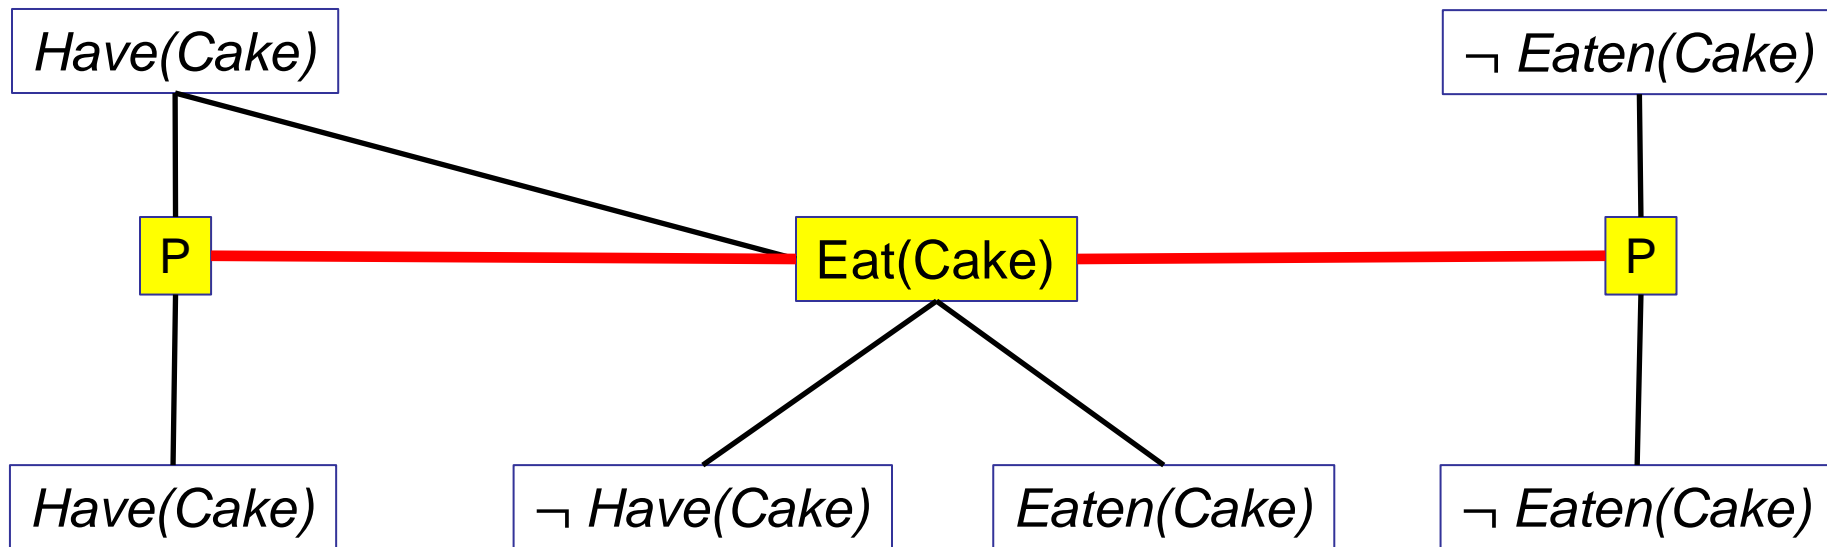 Have(Cake)
¬ Eaten(Cake)
P
Eat(Cake)
P
Have(Cake)
¬ Have(Cake)
Eaten(Cake)
¬ Eaten(Cake)